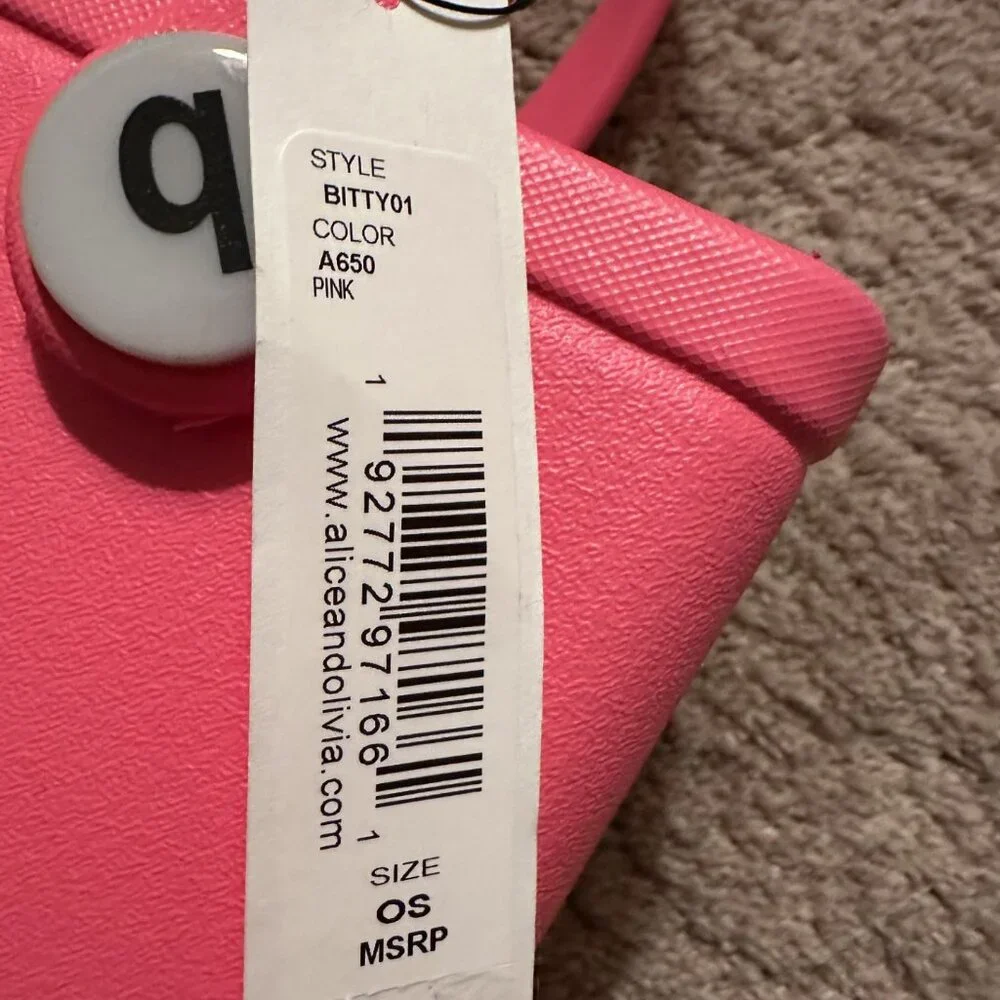 q
STYLE
BITTY01
COLOR
A650
PINK
1 92772 97166 1
www.aliceandolivia.com
SIZE
OS
MSRP